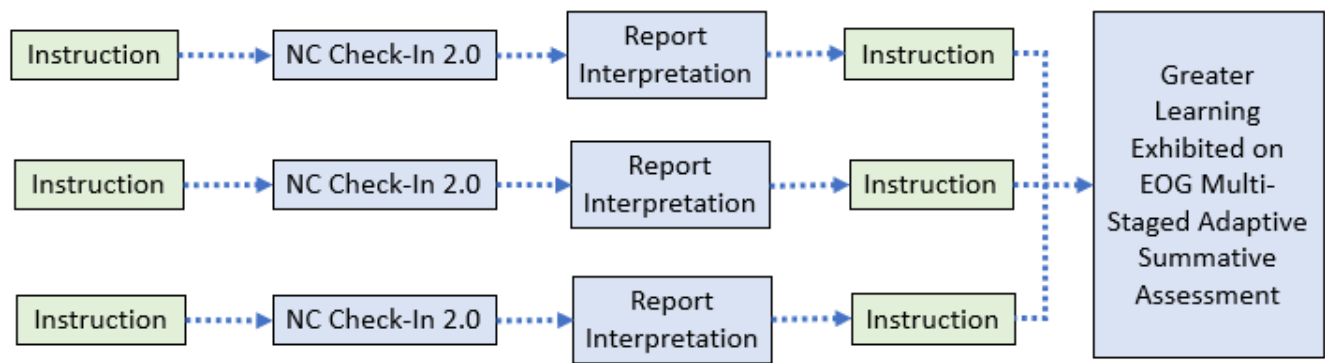 Instruction
NC Check-In 2.0
Report
Interpretation
Instruction
Instruction
NC Check-In 2.0
Report
Interpretation
Instruction
Instruction
NC Check-In 2.0
Report
Interpretation
Instruction
Greater
Learning
Exhibited on
EOG Multi-
Staged Adaptive
Summative
Assessment